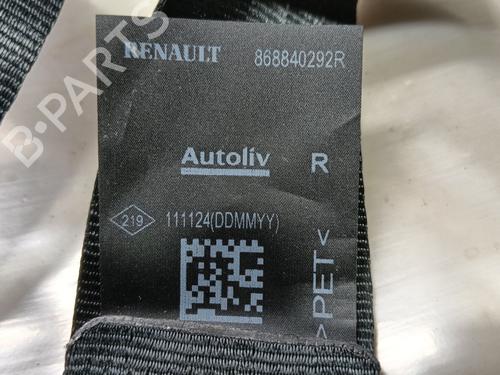 RENAULT 868840292R
Autoliv R
219 111124(DDMMYY)
>PET<
B-PARTS